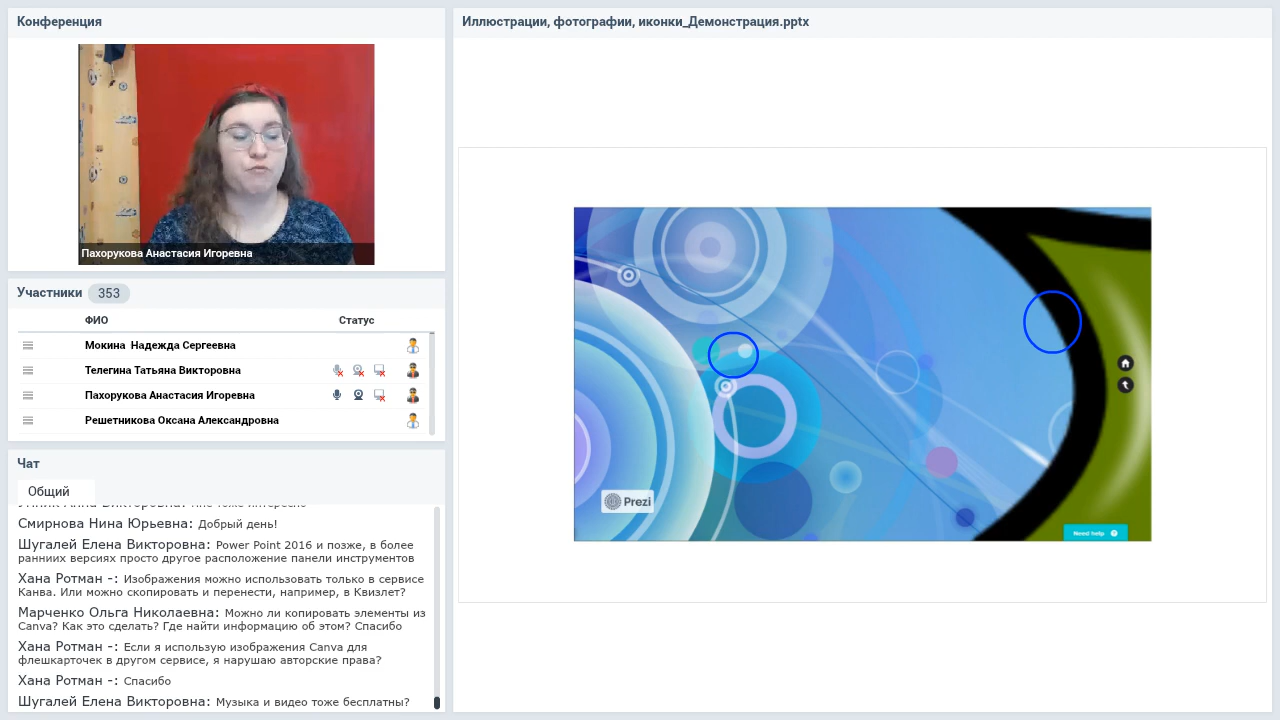 Конференция
Пахорукова Анастасия Игоревна
Участники 353
ФИО Статус
Мокина Надежда Сергеевна
Телегина Татьяна Викторовна
Пахорукова Анастасия Игоревна
Решетникова Оксана Александровна
Чат
Общий
Смирнова Нина Юрьевна: Добрый день!
Шугалей Елена Викторовна: Power Point 2016 и позже, в более
ранниих версиях просто другое расположение панели инструментов
Хана Ротман -: Изображения можно использовать только в сервисе
Канва. Или можно скопировать и перенести, например, в Квизлет?
Марченко Ольга Николаевна: Можно ли копировать элементы из
Canva? Как это сделать? Где найти информацию об этом? Спасибо
Хана Ротман -: Если я использую изображения Canva для
флешкарточек в другом сервисе, я нарушаю авторские права?
Хана Ротман -: Спасибо
Шугалей Елена Викторовна: Музыка и видео тоже бесплатны?
Иллюстрации, фотографии, иконки_Демонстрация.pptx
Prezi
Need help ?